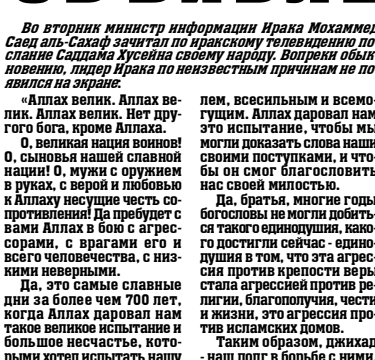 Во вторник министр информации Ирака Мохаммед
Саед аль-Сахаф зачитал по иракскому телевидению по
слание Саддама Хусейна своему народу. Вопреки обык
новению, лидер Ирака по неизвестным причинам не по
явился на экране.
«Аллах велик. Аллах ве-
лик. Аллах велик. Нет дру-
гого бога, кроме Аллаха.
О, великая нация воинов!
О, сыновья нашей славной
нации! О, мужи с оружием
в руках, с верой и любовью
к Аллаху несущие честь со-
противления! Да пребудет с
вами Аллах в бою с агрес-
сорами, с врагами его и
всего человечества, с низ-
кими неверными.
Да, это самые славные
дни за более чем 700 лет,
когда Аллах даровал нам
такое великое испытание и
большое несчастье, кото-
рыми хотел испытать нашу
лем, всесильным и всемо-
гущим. Аллах даровал нам
это испытание, чтобы мы
могли доказать слова наши
своими поступками, и что-
бы он смог благословить
нас своей милостью.
Да, братья, многие годы
богословы не могли добить-
ся такого единодушия, како-
го достигли сейчас - едино-
душия в том, что эта агрес-
сия против крепости веры
стала агрессией против ре-
лигии, благополучия, чести
и жизни, это агрессия про-
тив исламских домов.
Таким образом, джихад
- наш долг в борьбе с ними.